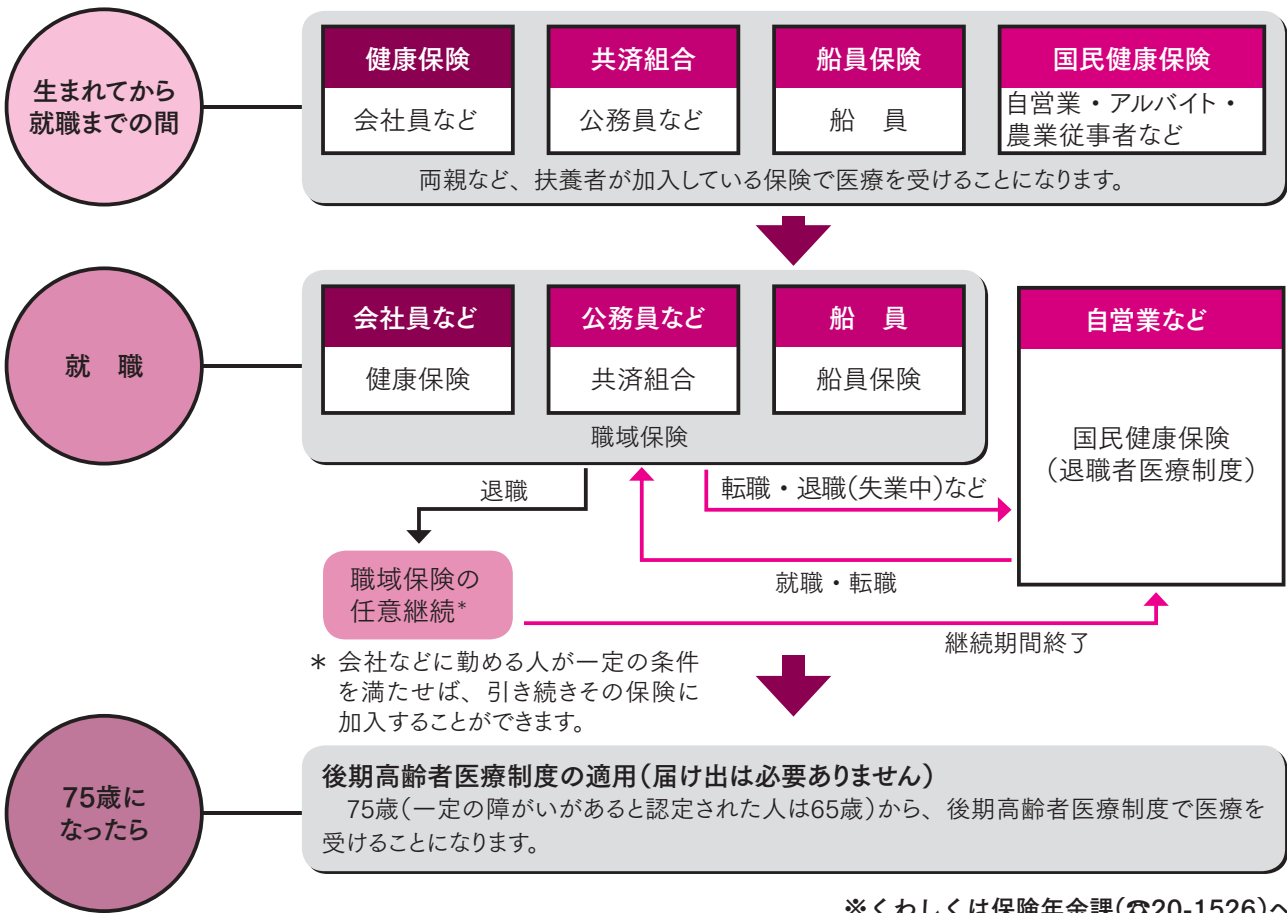 生まれてから
就職までの間
健康保険
会社員など
共済組合
公務員など
船員保険
船　員
国民健康保険
自営業・アルバイト・
農業従事者など
両親など、扶養者が加入している保険で医療を受けることになります。
就　職
会社員など
健康保険
公務員など
共済組合
船　員
船員保険
職域保険
自営業など
国民健康保険
（退職者医療制度）
退職
転職・退職(失業中)など
就職・転職
職域保険の
任意継続*
継続期間終了
＊ 会社などに勤める人が一定の条件
を満たせば、引き続きその保険に
加入することができます。
75歳に
なったら
後期高齢者医療制度の適用(届け出は必要ありません)
　75歳(一定の障がいがあると認定された人は65歳)から、後期高齢者医療制度で医療を
受けることになります。
※くわしくは保険年金課(☎20-1526)へ